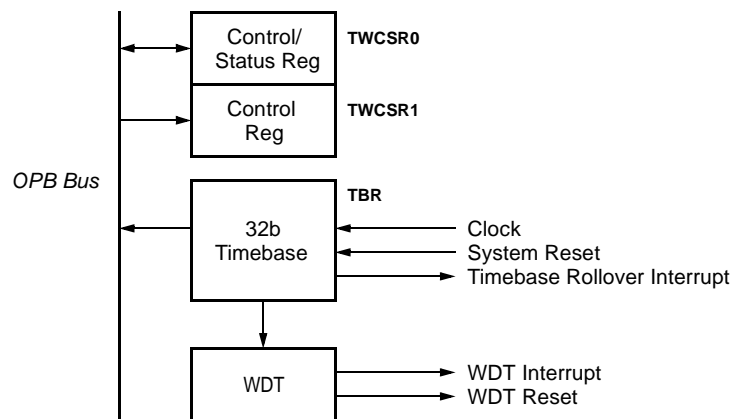 Control/
Status Reg
TWCSR0
Control
Reg
TWCSR1
OPB Bus
TBR
32b
Timebase
Clock
System Reset
Timebase Rollover Interrupt
WDT
WDT Interrupt
WDT Reset